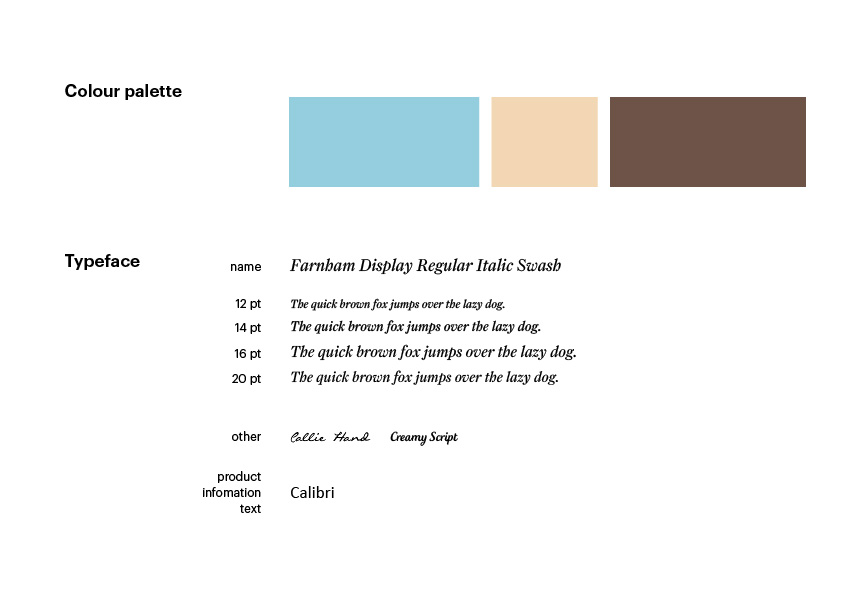 Colour palette
Typeface
name Farnham Display Regular Italic Swash
12 pt The quick brown fox jumps over the lazy dog.
14 pt The quick brown fox jumps over the lazy dog.
16 pt The quick brown fox jumps over the lazy dog.
20 pt The quick brown fox jumps over the lazy dog.
other Callie Hand Creamy Script
product
infomation
text
Calibri